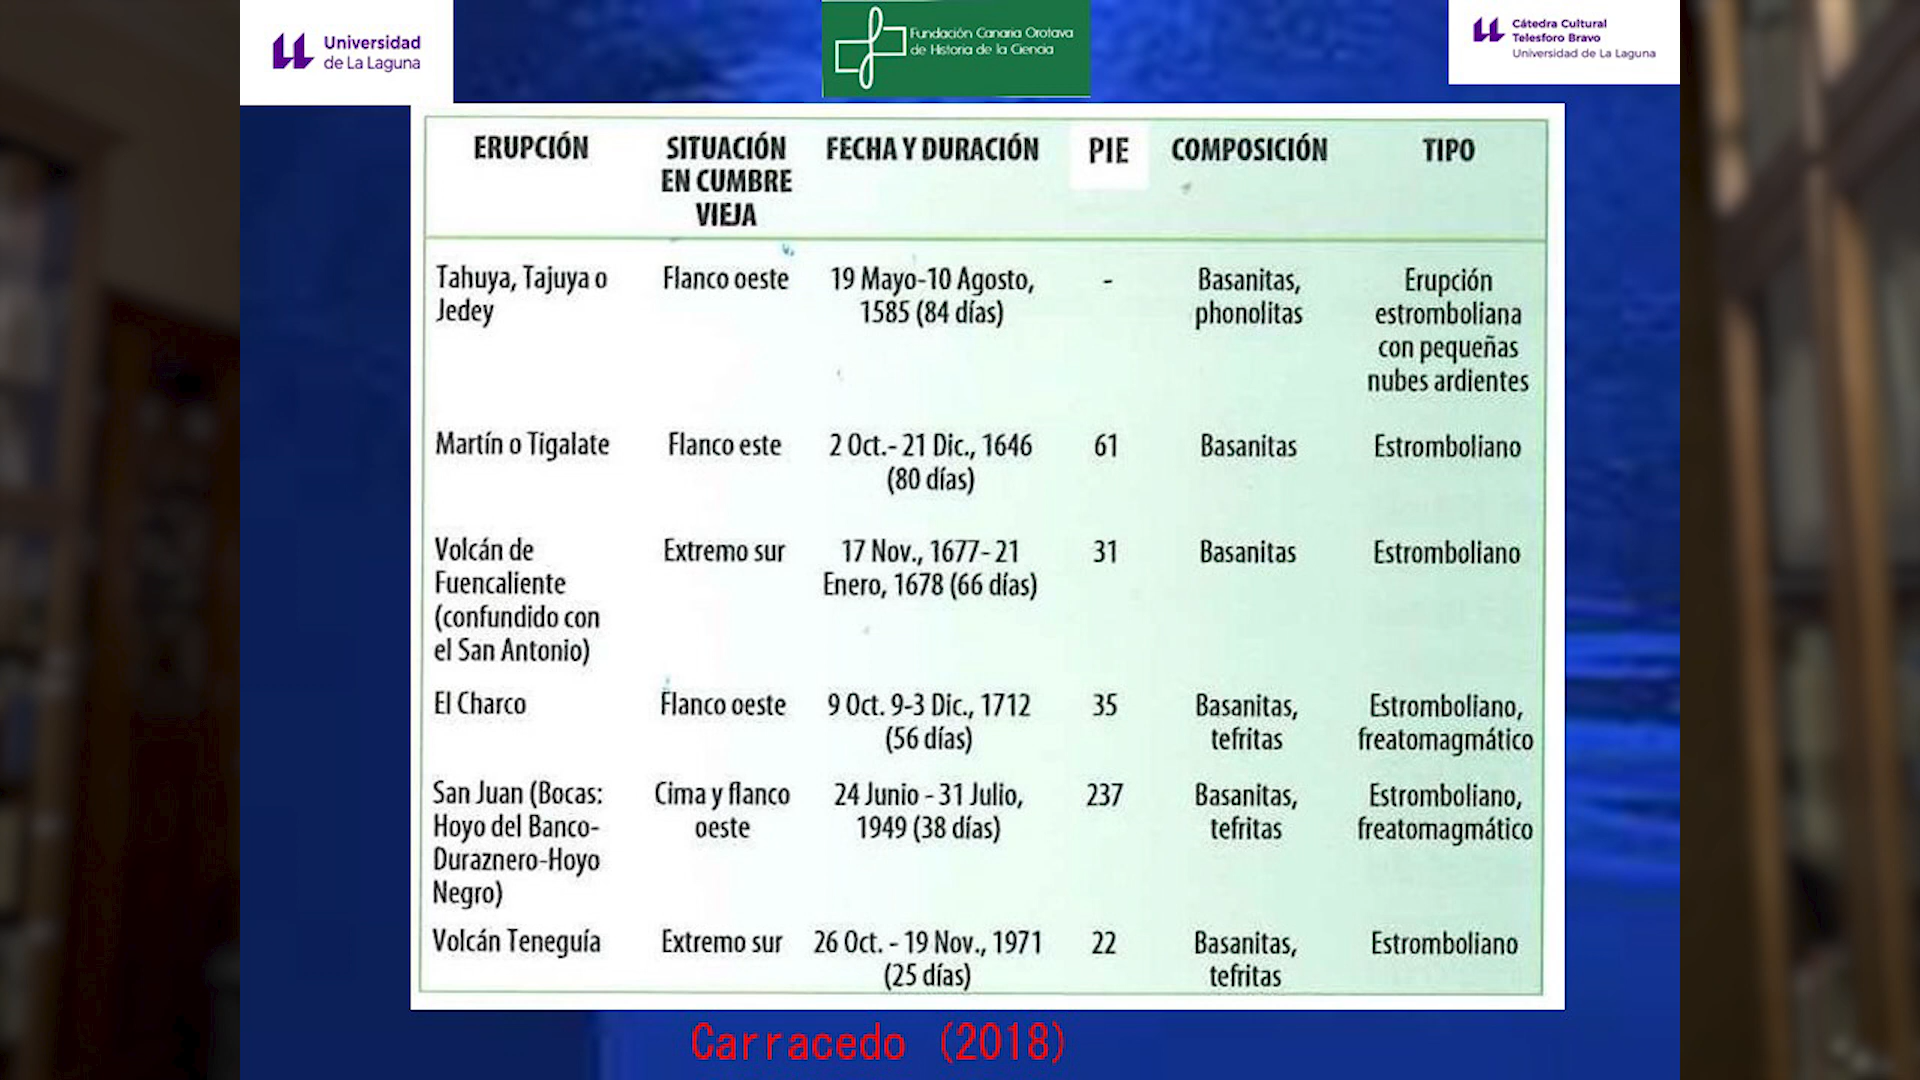 Universidad
de La Laguna
Fundación Canaria Orotava
de Historia de la Ciencia
Cátedra Cultural
Telesforo Bravo
Universidad de La Laguna
ERUPCIÓN
SITUACIÓN
EN CUMBRE
VIEJA
FECHA Y DURACIÓN
PIE
COMPOSICIÓN
TIPO
Tahuya, Tajuya o
Jedey
Flanco oeste
19 Mayo-10 Agosto,
1585 (84 días)
-
Basanitas,
phonolitas
Erupción
estromboliana
con pequeñas
nubes ardientes
Martín o Tigalate
Flanco este
2 Oct.- 21 Dic., 1646
(80 días)
61
Basanitas
Estromboliano
Volcán de
Fuencaliente
(confundido con
el San Antonio)
Extremo sur
17 Nov., 1677- 21
Enero, 1678 (66 días)
31
Basanitas
Estromboliano
El Charco
Flanco oeste
9 Oct. 9-3 Dic., 1712
(56 días)
35
Basanitas,
tefritas
Estromboliano,
freatomagmático
San Juan (Bocas:
Hoyo del Banco-
Duraznero-Hoyo
Negro)
Cima y flanco
oeste
24 Junio - 31 Julio,
1949 (38 días)
237
Basanitas,
tefritas
Estromboliano,
freatomagmático
Volcán Teneguía
Extremo sur
26 Oct. - 19 Nov., 1971
(25 días)
22
Basanitas,
tefritas
Estromboliano
Carracedo (2018)